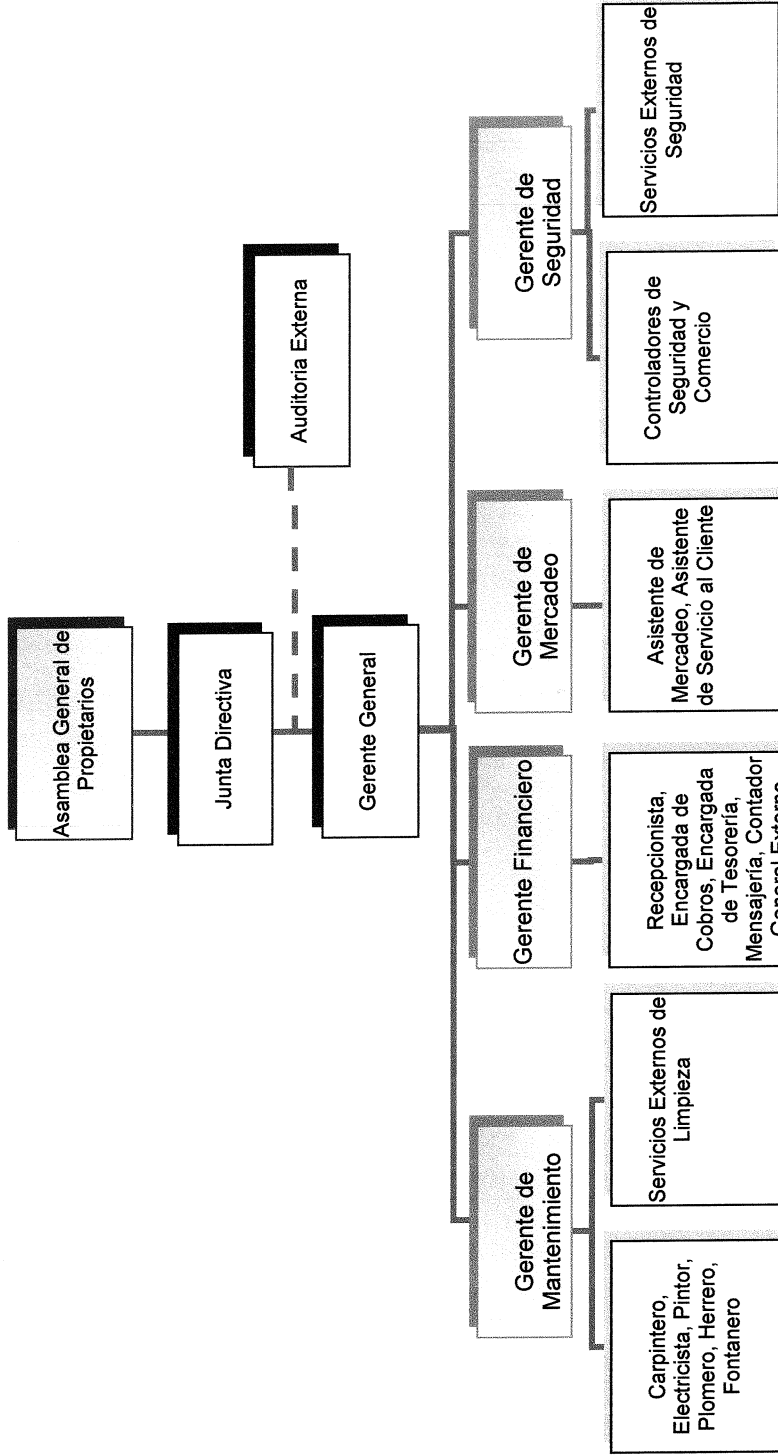 Asamblea General de
Propietarios
Junta Directiva
Auditoria Externa
Gerente General
Gerente de
Mantenimiento
Gerente Financiero
Gerente de
Mercadeo
Gerente de
Seguridad
Carpintero,
Electricista, Pintor,
Plomero, Herrero,
Fontanero
Servicios Externos de
Limpieza
Recepcionista,
Encargada de
Cobros, Encargada
de Tesorería,
Mensajería, Contador
General Externo
Asistente de
Mercadeo, Asistente
de Servicio al Cliente
Controladores de
Seguridad y
Comercio
Servicios Externos de
Seguridad